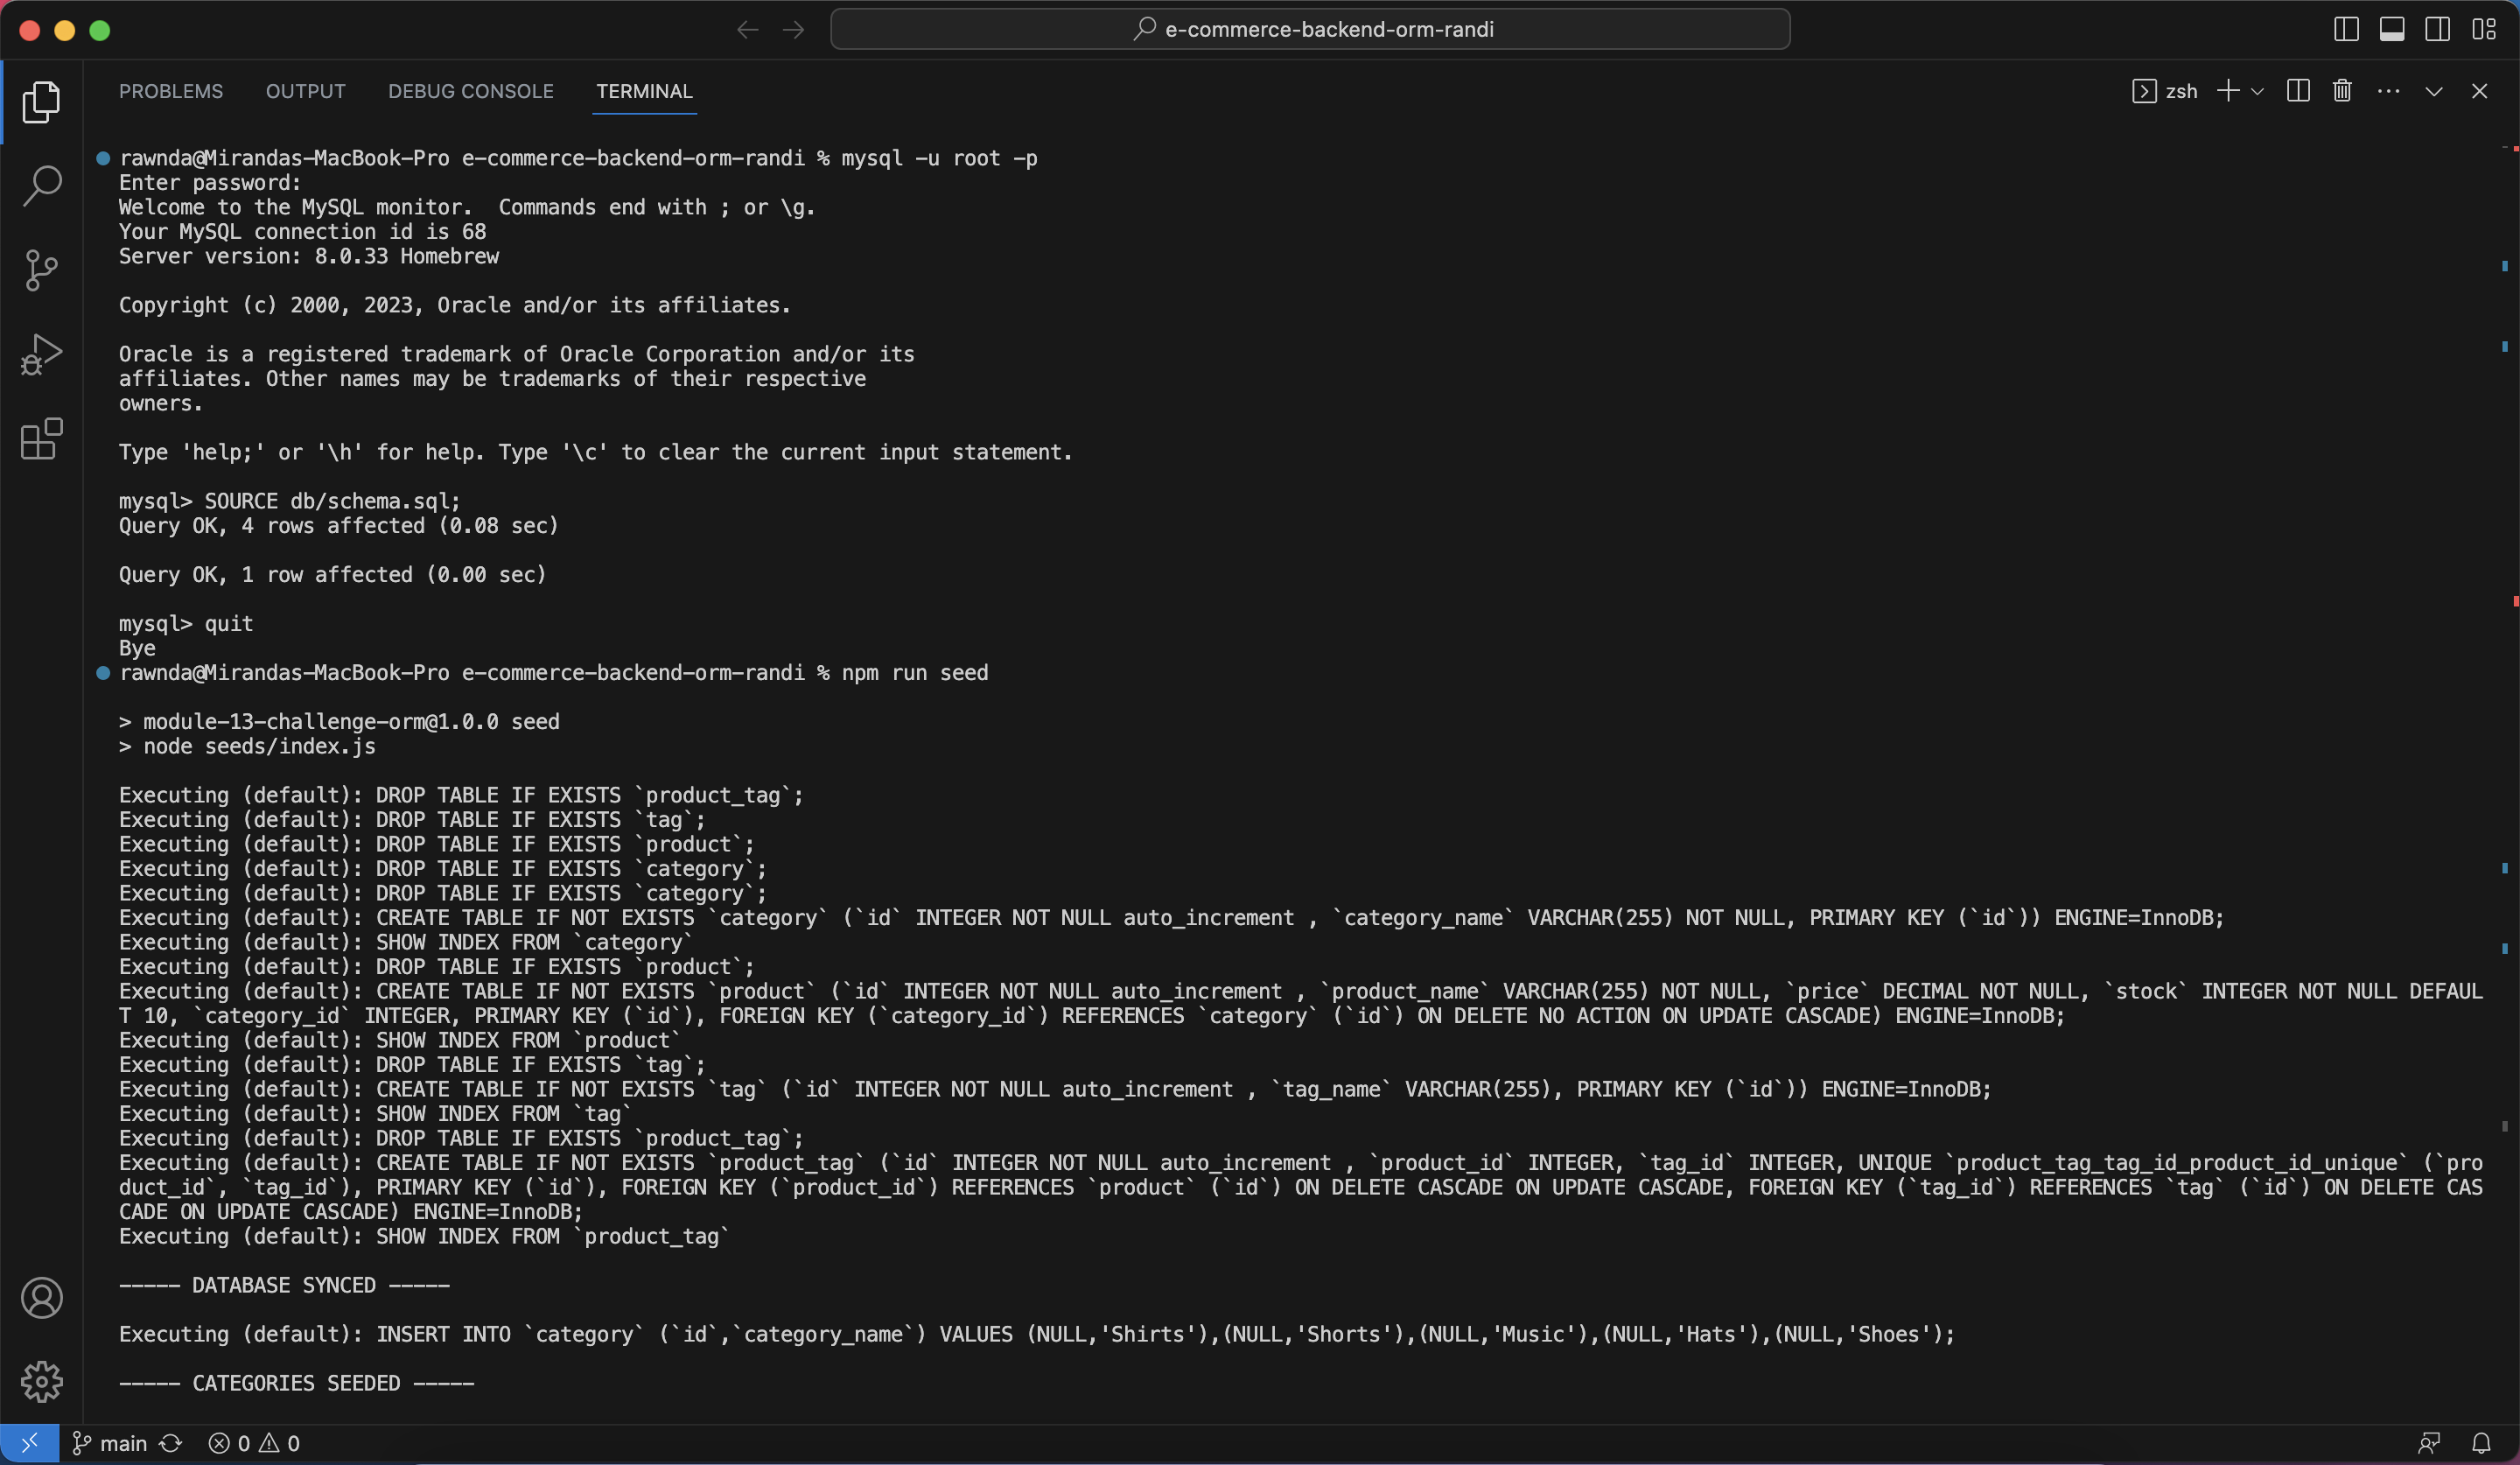 e-commerce-backend-orm-randi
PROBLEMS OUTPUT DEBUG CONSOLE TERMINAL zsh
rawnda@Mirandas-MacBook-Pro e-commerce-backend-orm-randi % mysql -u root -p
Enter password:
Welcome to the MySQL monitor.  Commands end with ; or \g.
Your MySQL connection id is 68
Server version: 8.0.33 Homebrew
Copyright (c) 2000, 2023, Oracle and/or its affiliates.
Oracle is a registered trademark of Oracle Corporation and/or its
affiliates. Other names may be trademarks of their respective
owners.
Type 'help;' or '\h' for help. Type '\c' to clear the current input statement.
mysql> SOURCE db/schema.sql;
Query OK, 4 rows affected (0.08 sec)
Query OK, 1 row affected (0.00 sec)
mysql> quit
Bye
rawnda@Mirandas-MacBook-Pro e-commerce-backend-orm-randi % npm run seed
> module-13-challenge-orm@1.0.0 seed
> node seeds/index.js
Executing (default): DROP TABLE IF EXISTS `product_tag`;
Executing (default): DROP TABLE IF EXISTS `tag`;
Executing (default): DROP TABLE IF EXISTS `product`;
Executing (default): DROP TABLE IF EXISTS `category`;
Executing (default): DROP TABLE IF EXISTS `category`;
Executing (default): CREATE TABLE IF NOT EXISTS `category` (`id` INTEGER NOT NULL auto_increment , `category_name` VARCHAR(255) NOT NULL, PRIMARY KEY (`id`)) ENGINE=InnoDB;
Executing (default): SHOW INDEX FROM `category`
Executing (default): DROP TABLE IF EXISTS `product`;
Executing (default): CREATE TABLE IF NOT EXISTS `product` (`id` INTEGER NOT NULL auto_increment , `product_name` VARCHAR(255) NOT NULL, `price` DECIMAL NOT NULL, `stock` INTEGER NOT NULL DEFAUL
T 10, `category_id` INTEGER, PRIMARY KEY (`id`), FOREIGN KEY (`category_id`) REFERENCES `category` (`id`) ON DELETE NO ACTION ON UPDATE CASCADE) ENGINE=InnoDB;
Executing (default): SHOW INDEX FROM `product`
Executing (default): DROP TABLE IF EXISTS `tag`;
Executing (default): CREATE TABLE IF NOT EXISTS `tag` (`id` INTEGER NOT NULL auto_increment , `tag_name` VARCHAR(255), PRIMARY KEY (`id`)) ENGINE=InnoDB;
Executing (default): SHOW INDEX FROM `tag`
Executing (default): DROP TABLE IF EXISTS `product_tag`;
Executing (default): CREATE TABLE IF NOT EXISTS `product_tag` (`id` INTEGER NOT NULL auto_increment , `product_id` INTEGER, `tag_id` INTEGER, UNIQUE `product_tag_tag_id_product_id_unique` (`pro
duct_id`, `tag_id`), PRIMARY KEY (`id`), FOREIGN KEY (`product_id`) REFERENCES `product` (`id`) ON DELETE CASCADE ON UPDATE CASCADE, FOREIGN KEY (`tag_id`) REFERENCES `tag` (`id`) ON DELETE CAS
CADE ON UPDATE CASCADE) ENGINE=InnoDB;
Executing (default): SHOW INDEX FROM `product_tag`
----- DATABASE SYNCED -----
Executing (default): INSERT INTO `category` (`id`,`category_name`) VALUES (NULL,'Shirts'),(NULL,'Shorts'),(NULL,'Music'),(NULL,'Hats'),(NULL,'Shoes');
----- CATEGORIES SEEDED -----
main 0 0